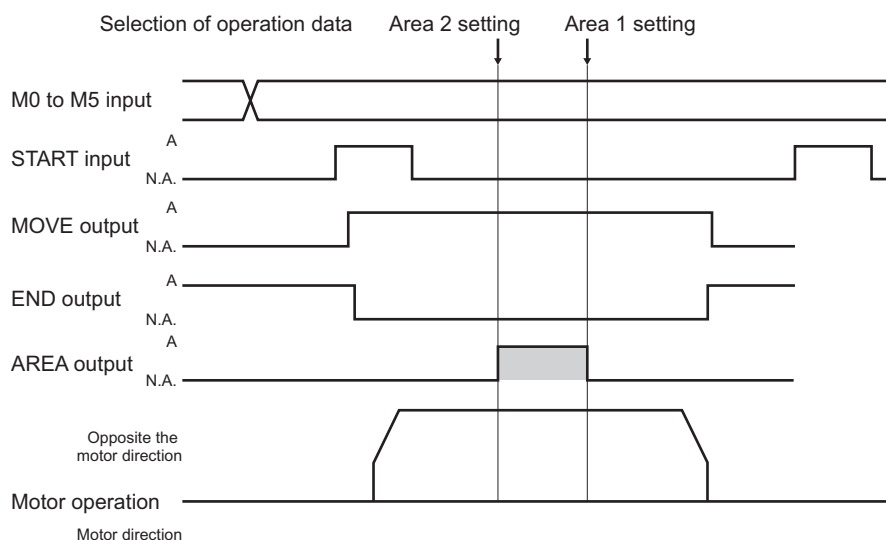 Selection of operation data
Area 2 setting
Area 1 setting
M0 to M5 input
START input
A
N.A.
MOVE output
A
N.A.
END output
A
N.A.
AREA output
A
N.A.
Opposite the
motor direction
Motor operation
Motor direction